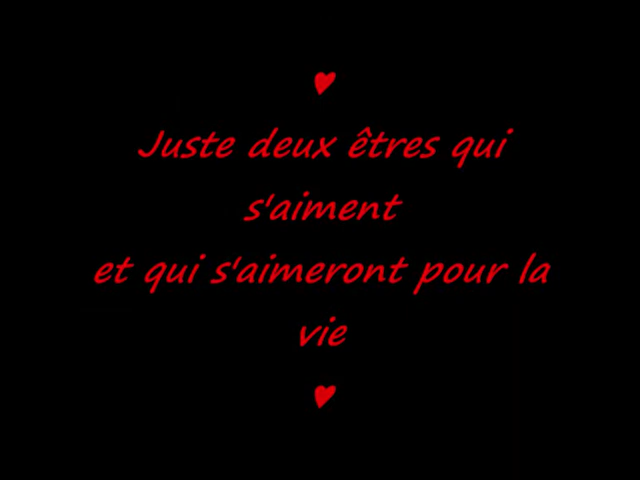 ♥
Juste deux êtres qui
s'aiment
et qui s'aimeront pour la
vie
♥